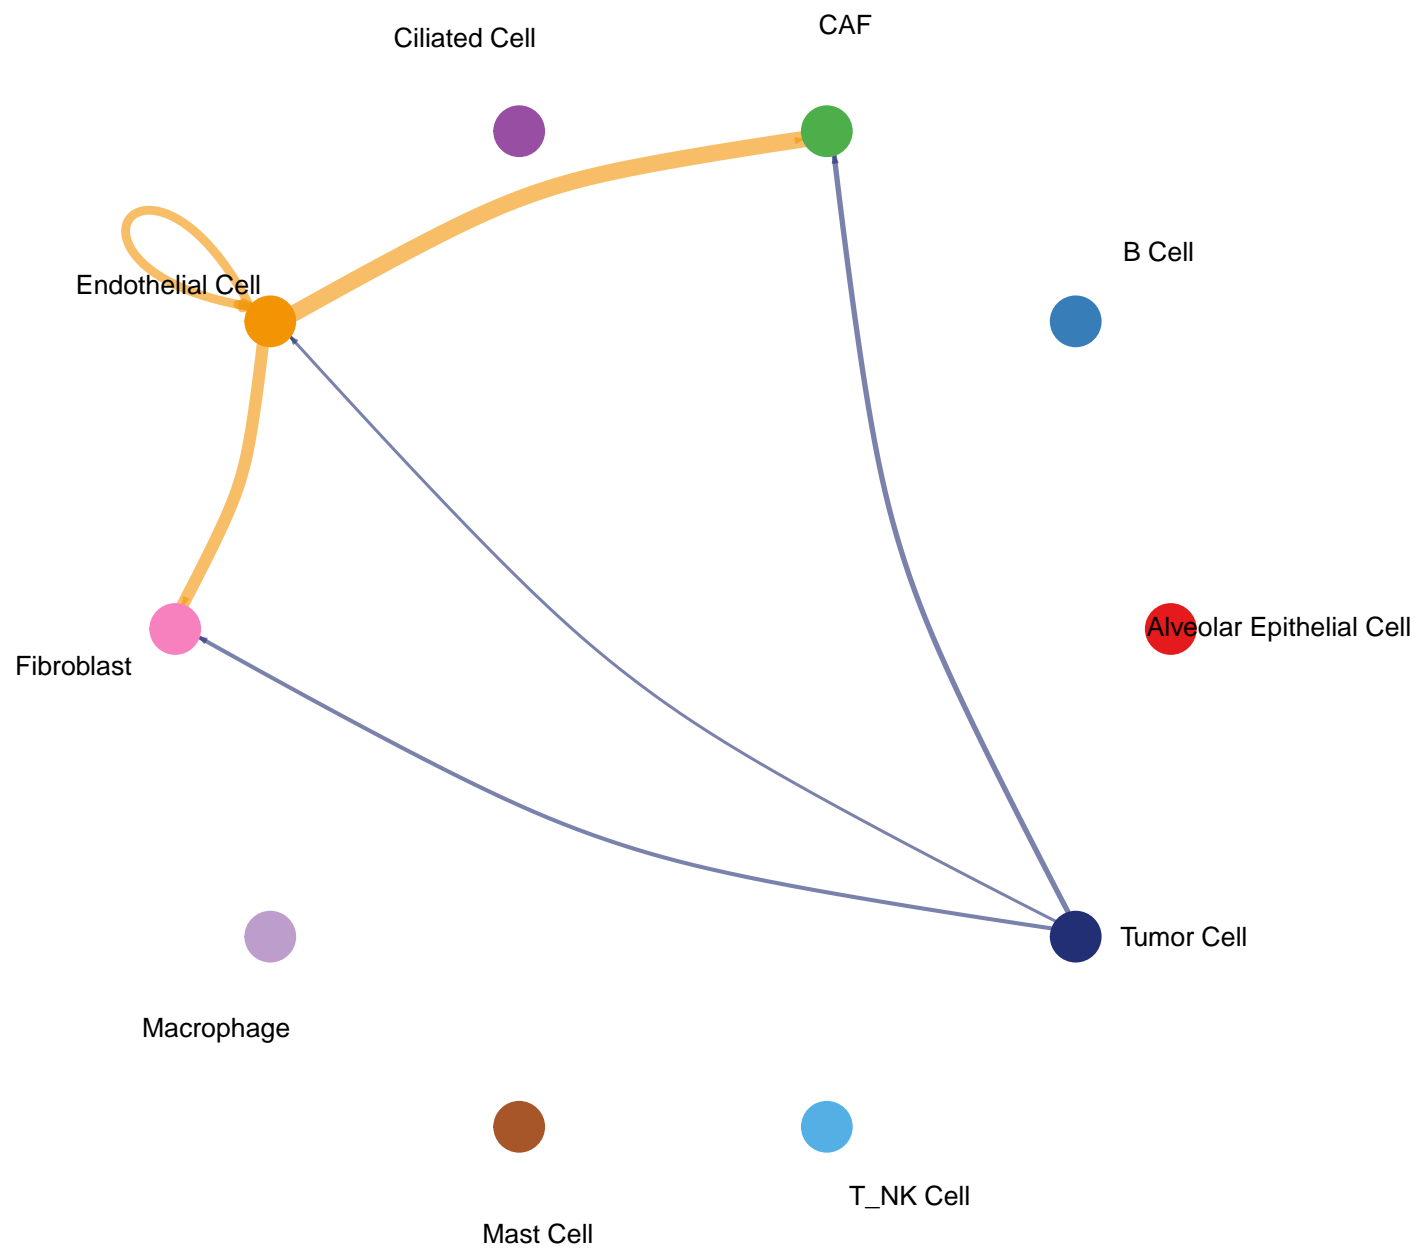 CAF
Ciliated Cell
B Cell
Endothelial Cell
Alveolar Epithelial Cell
Fibroblast
Tumor Cell
Macrophage
T_NK Cell
Mast Cell